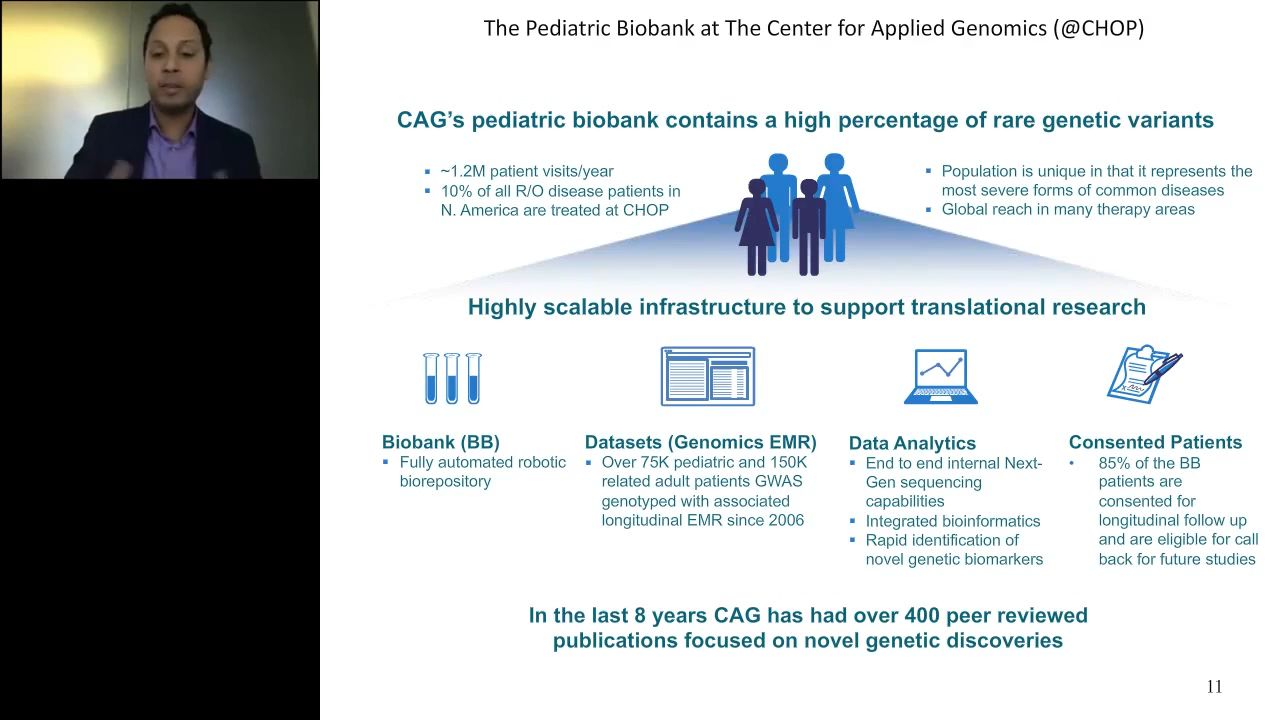 The Pediatric Biobank at The Center for Applied Genomics (@CHOP)
CAG's pediatric biobank contains a high percentage of rare genetic variants
▪ ~1.2M patient visits/year
▪ 10% of all R/O disease patients in
N. America are treated at CHOP
▪ Population is unique in that it represents the
most severe forms of common diseases
▪ Global reach in many therapy areas
Highly scalable infrastructure to support translational research
Biobank (BB)
▪ Fully automated robotic
biorepository
Datasets (Genomics EMR)
▪ Over 75K pediatric and 150K
related adult patients GWAS
genotyped with associated
longitudinal EMR since 2006
Data Analytics
▪ End to end internal Next-
Gen sequencing
capabilities
▪ Integrated bioinformatics
▪ Rapid identification of
novel genetic biomarkers
Consented Patients
• 85% of the BB
patients are
consented for
longitudinal follow up
and are eligible for call
back for future studies
In the last 8 years CAG has had over 400 peer reviewed
publications focused on novel genetic discoveries
11